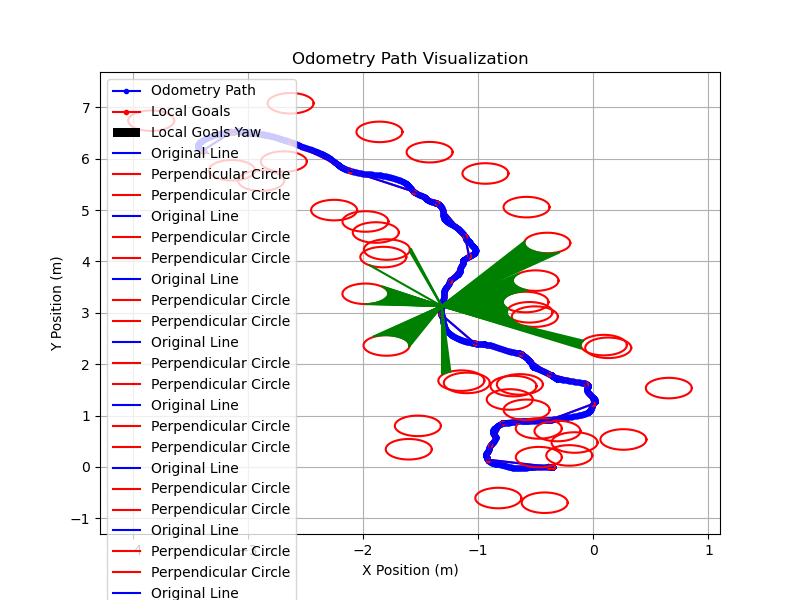 Odometry Path Visualization
Y Position (m)
7
6
5
4
3
2
1
0
−1
Odometry Path
Local Goals
Local Goals Yaw
Original Line
Perpendicular Circle
Perpendicular Circle
Original Line
Perpendicular Circle
Perpendicular Circle
Original Line
Perpendicular Circle
Perpendicular Circle
Original Line
Perpendicular Circle
Perpendicular Circle
Original Line
Perpendicular Circle
Perpendicular Circle
Original Line
Perpendicular Circle
Perpendicular Circle
Original Line
Perpendicular Circle
Perpendicular Circle
Original Line
−2 −1 0 1
X Position (m)